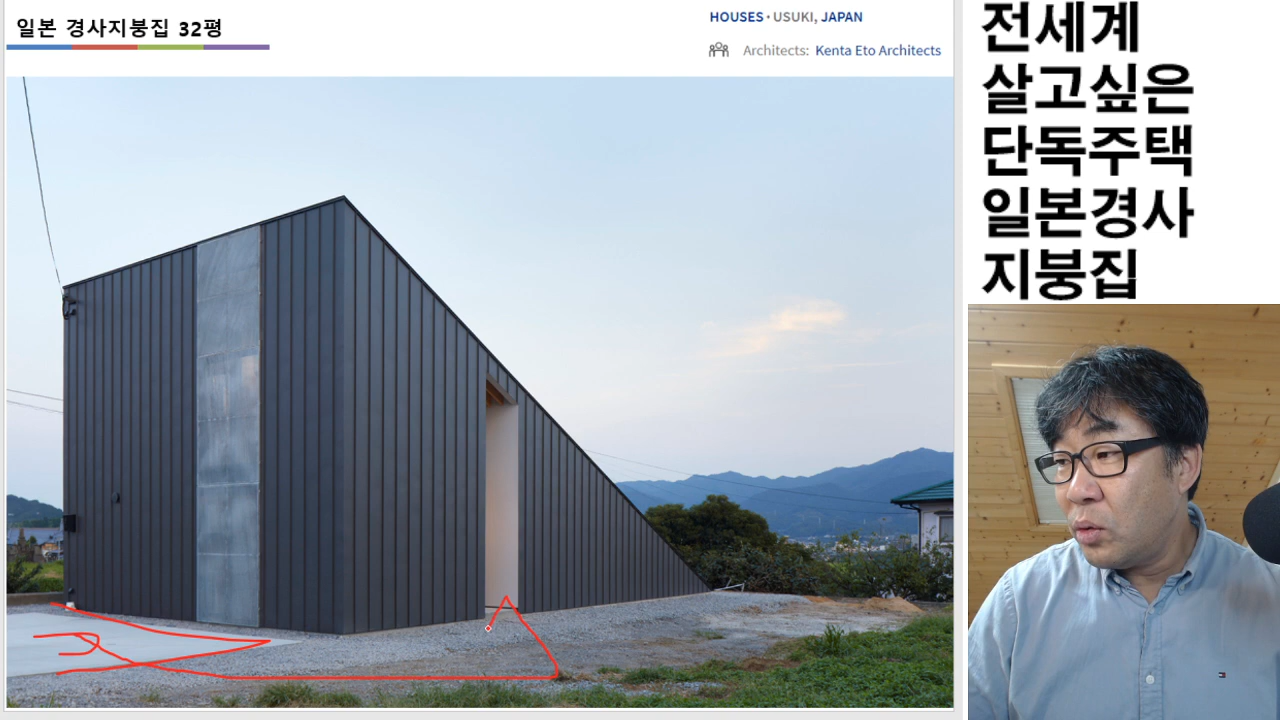 일본 경사지붕집 32평
HOUSES • USUKI, JAPAN
Architects: Kenta Eto Architects
전세계
살고싶은
단독주택
일본경사
지붕집